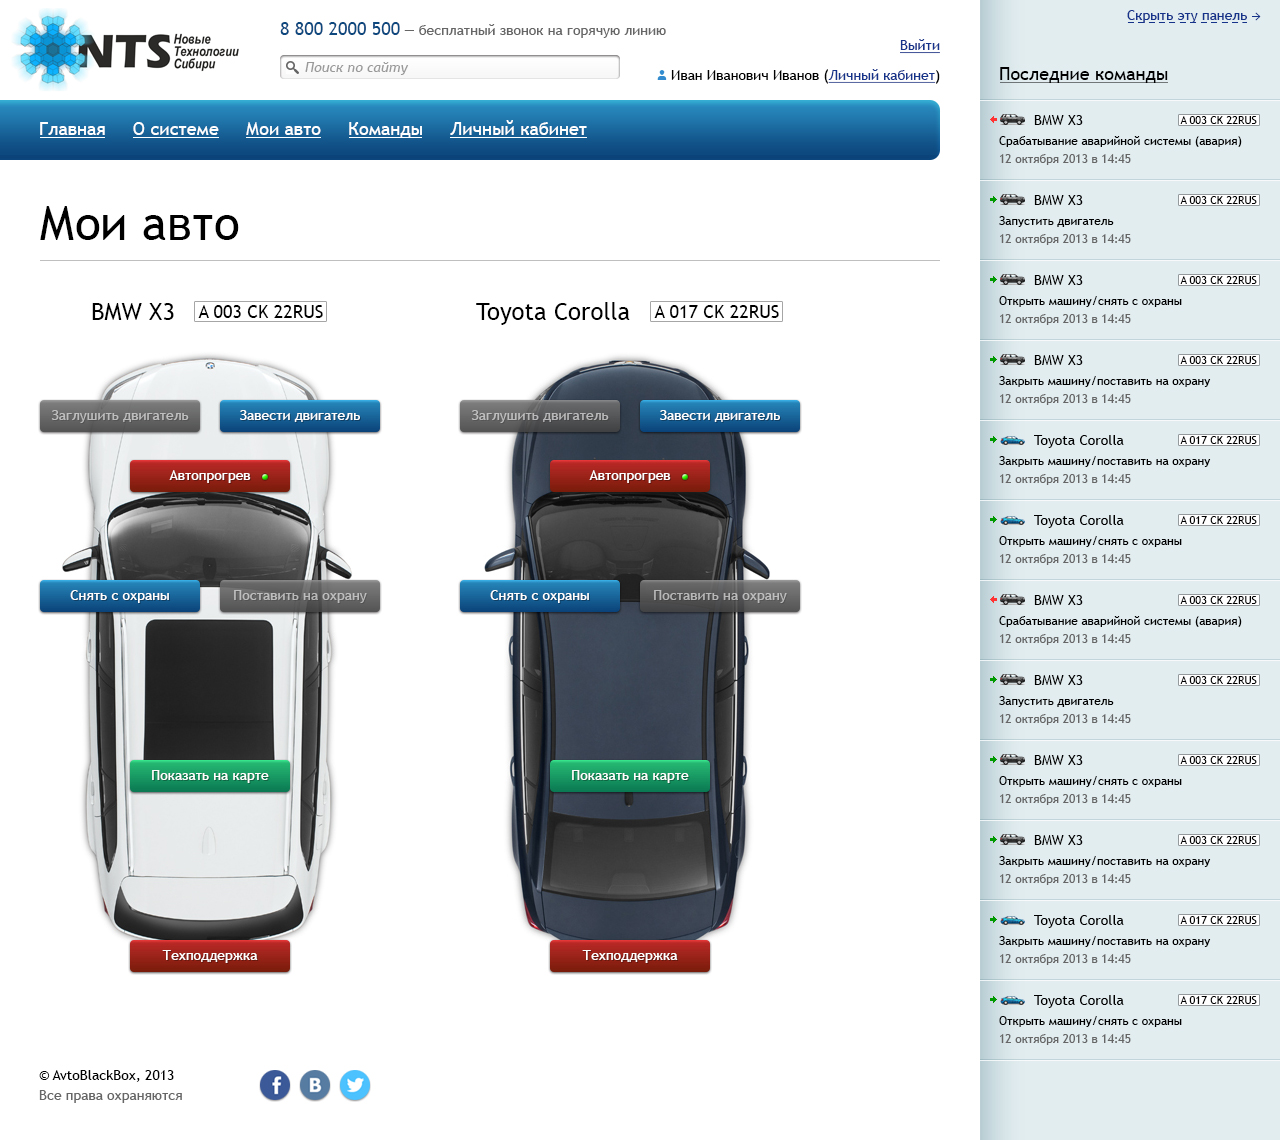 NTS Новые
Технологии
Сибири
8 800 2000 500 — бесплатный звонок на горячую линию
Поиск по сайту
Выйти
Иван Иванович Иванов (Личный кабинет)
Главная О системе Мои авто Команды Личный кабинет
Мои авто
BMW X3 А 003 СК 22RUS
Заглушить двигатель Завести двигатель
Автопрогрев
Снять с охраны Поставить на охрану
Показать на карте
Техподдержка
Toyota Corolla А 017 СК 22RUS
Заглушить двигатель Завести двигатель
Автопрогрев
Снять с охраны Поставить на охрану
Показать на карте
Техподдержка
© AvtoBlackBox, 2013
Все права охраняются
Скрыть эту панель →
Последние команды
BMW X3 А 003 СК 22RUS
Срабатывание аварийной системы (авария)
12 октября 2013 в 14:45
BMW X3 А 003 СК 22RUS
Запустить двигатель
12 октября 2013 в 14:45
BMW X3 А 003 СК 22RUS
Открыть машину/снять с охраны
12 октября 2013 в 14:45
BMW X3 А 003 СК 22RUS
Закрыть машину/поставить на охрану
12 октября 2013 в 14:45
Toyota Corolla А 017 СК 22RUS
Закрыть машину/поставить на охрану
12 октября 2013 в 14:45
Toyota Corolla А 017 СК 22RUS
Открыть машину/снять с охраны
12 октября 2013 в 14:45
BMW X3 А 003 СК 22RUS
Срабатывание аварийной системы (авария)
12 октября 2013 в 14:45
BMW X3 А 003 СК 22RUS
Запустить двигатель
12 октября 2013 в 14:45
BMW X3 А 003 СК 22RUS
Открыть машину/снять с охраны
12 октября 2013 в 14:45
BMW X3 А 003 СК 22RUS
Закрыть машину/поставить на охрану
12 октября 2013 в 14:45
Toyota Corolla А 017 СК 22RUS
Закрыть машину/поставить на охрану
12 октября 2013 в 14:45
Toyota Corolla А 017 СК 22RUS
Открыть машину/снять с охраны
12 октября 2013 в 14:45